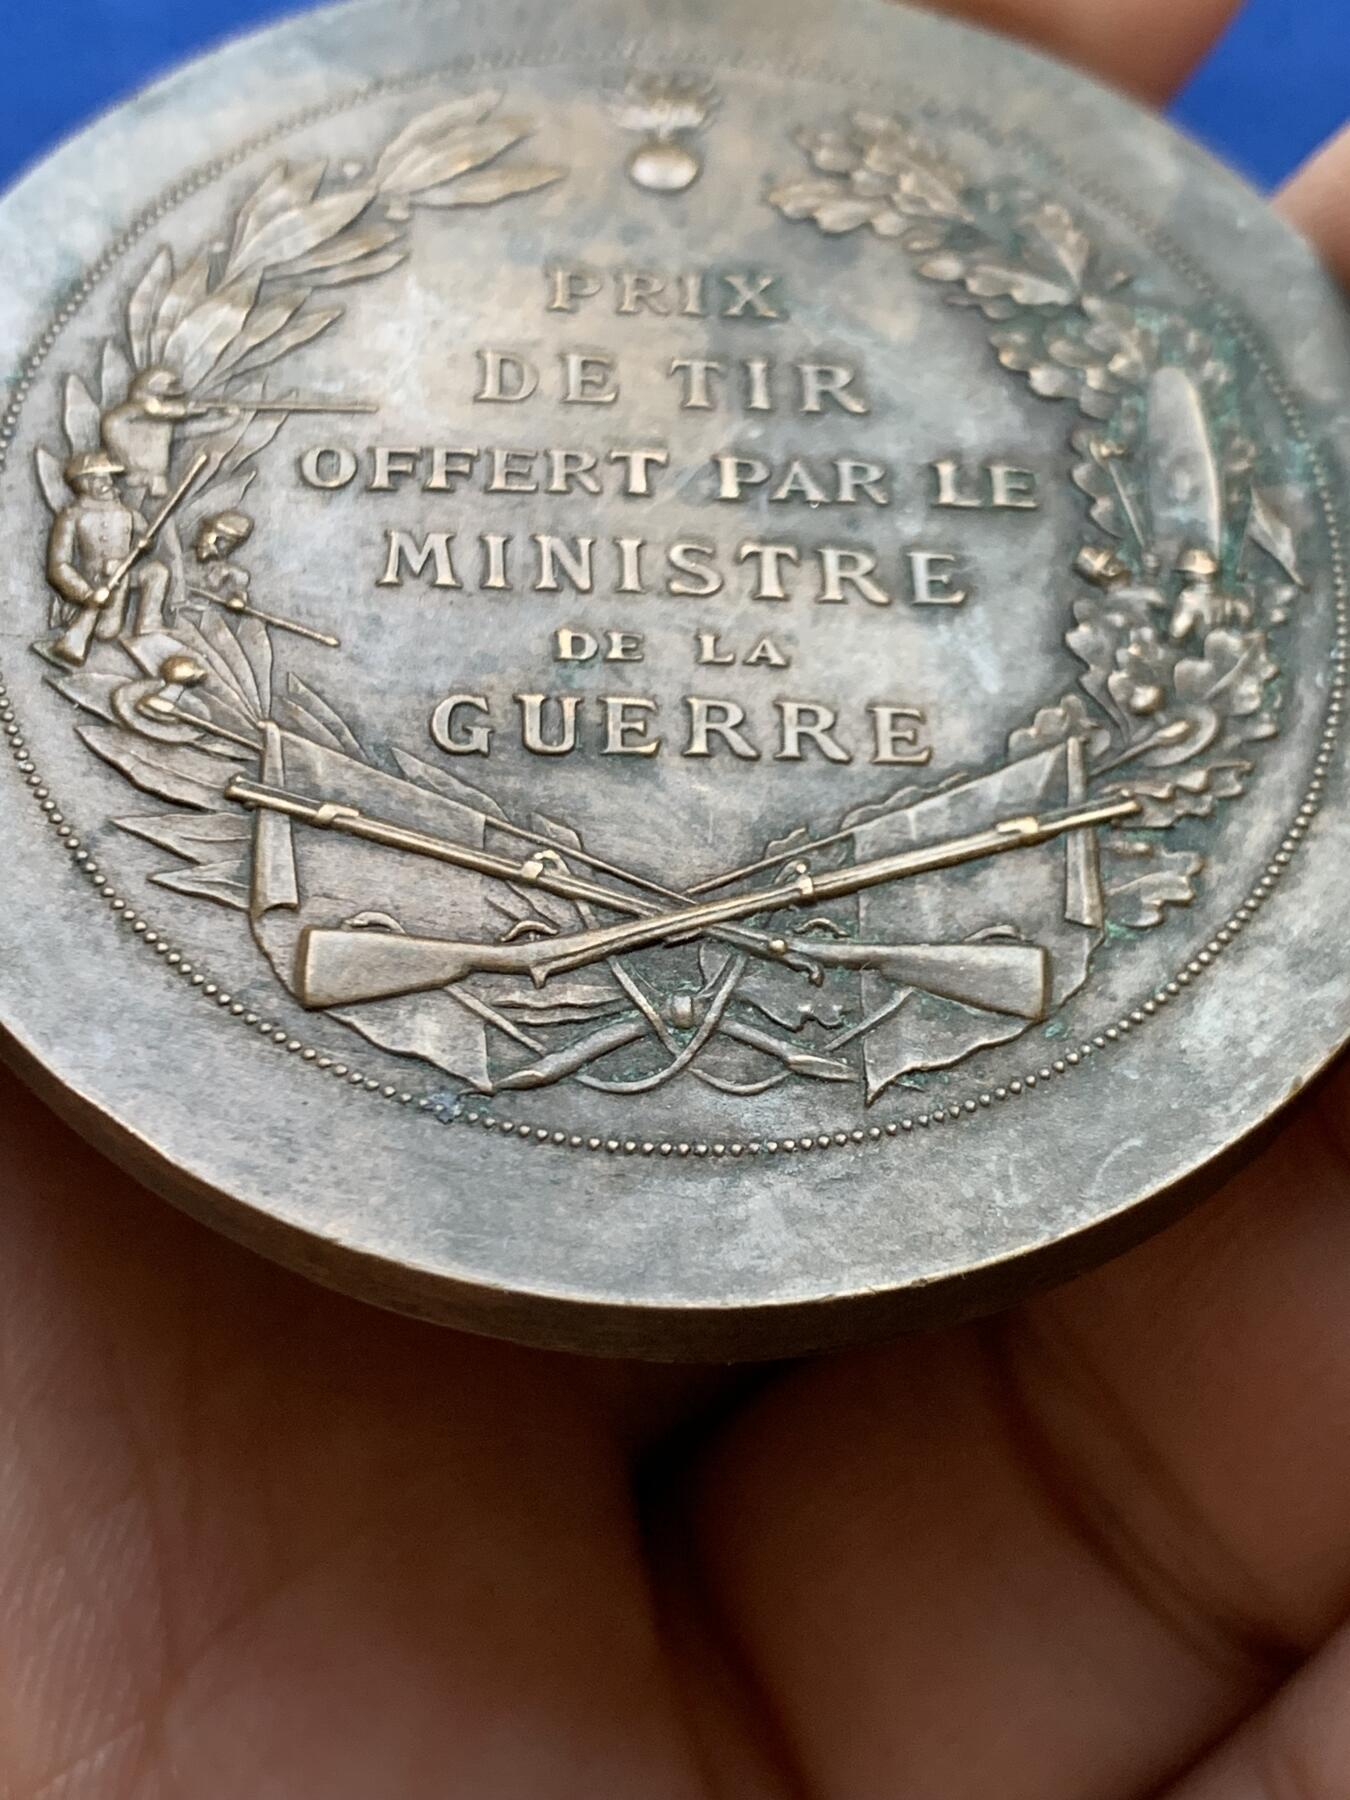 PRIX
DE TIR
OFFERT PAR LE
MINISTRE
DE LA
GUERRE